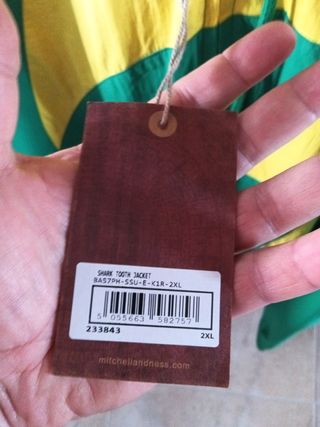 SHARK TOOTH JACKET
BA57PH-SSU-E-K1R-2XL
5 055663 582757
233843 2XL
mitchellandness.com